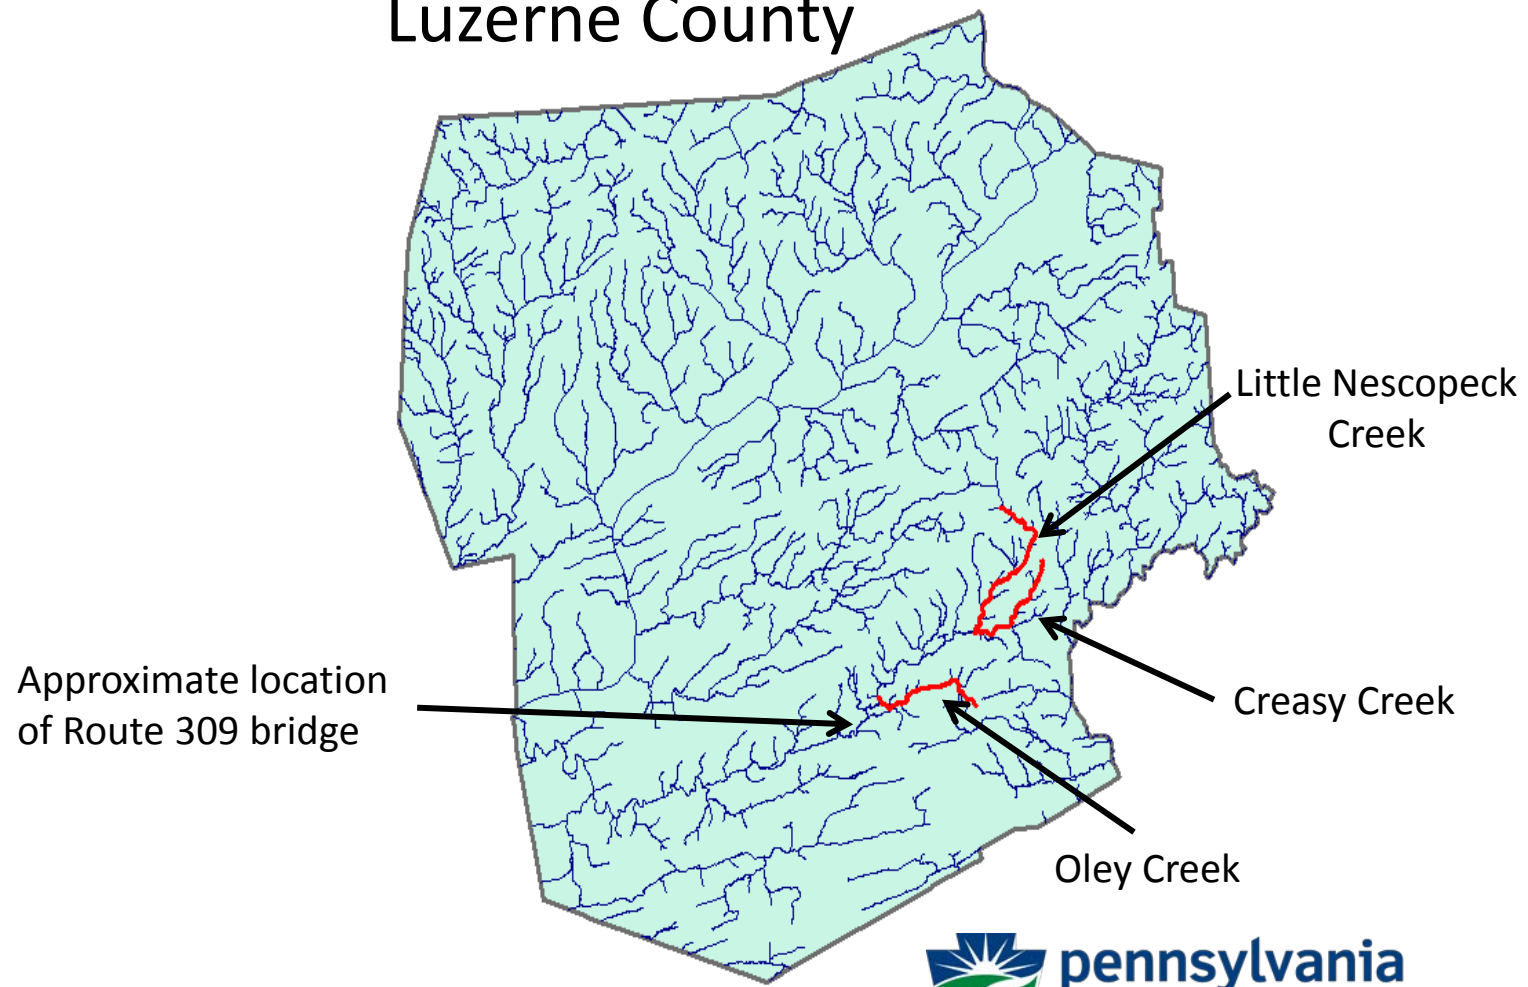 Luzerne County
Little Nescopeck
Creek
Approximate location
of Route 309 bridge
Creasy Creek
Oley Creek
pennsylvania